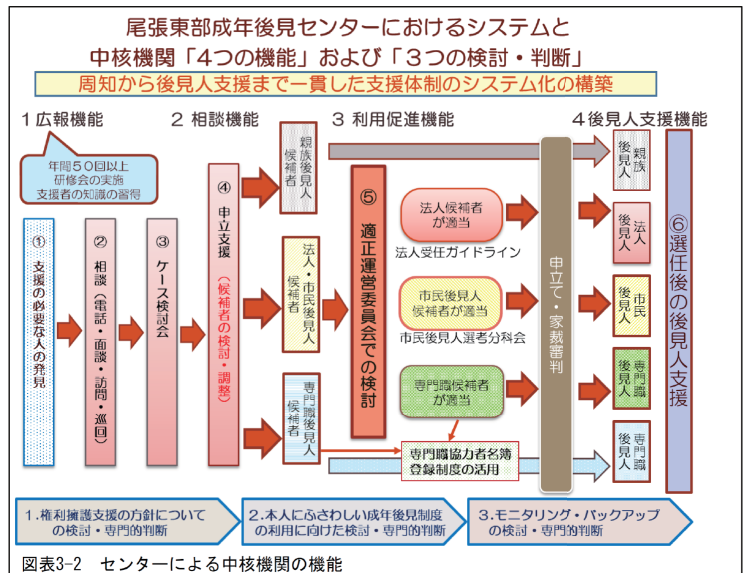 尾張東部成年後見センターにおけるシステムと
中核機関「4つの機能」および「3つの検討・判断」
周知から後見人支援まで一貫した支援体制のシステム化の構築
1広報機能
2 相談機能
3 利用促進機能
4後見人支援機能
年間50回以上
研修会の実施
支援者の知識の習得
① 支援の必要な人の発見
② 相談(電話・面談・訪問・巡回)
③ ケース検討会
④ 申立支援(候補者の検討・調整)
親族後見人
候補者
法人・市民後見人
候補者
専門職後見人
候補者
⑤ 適正運営委員会での検討
法人候補者
が適当
法人受任ガイドライン
市民後見人
候補者が適当
市民後見人選考分科会
専門職候補者
が適当
専門職協力者名簿
登録制度の活用
申立て・家裁審判
親族
後見人
法人
後見人
市民
後見人
専門職
後見人
専門職
後見人
⑥選任後の後見人支援
1.権利擁護支援の方針について
の検討・専門的判断
2.本人にふさわしい成年後見制度
の利用に向けた検討・専門的判断
3.モニタリング・バックアップ
の検討・専門的判断
図表3-2 センターによる中核機関の機能